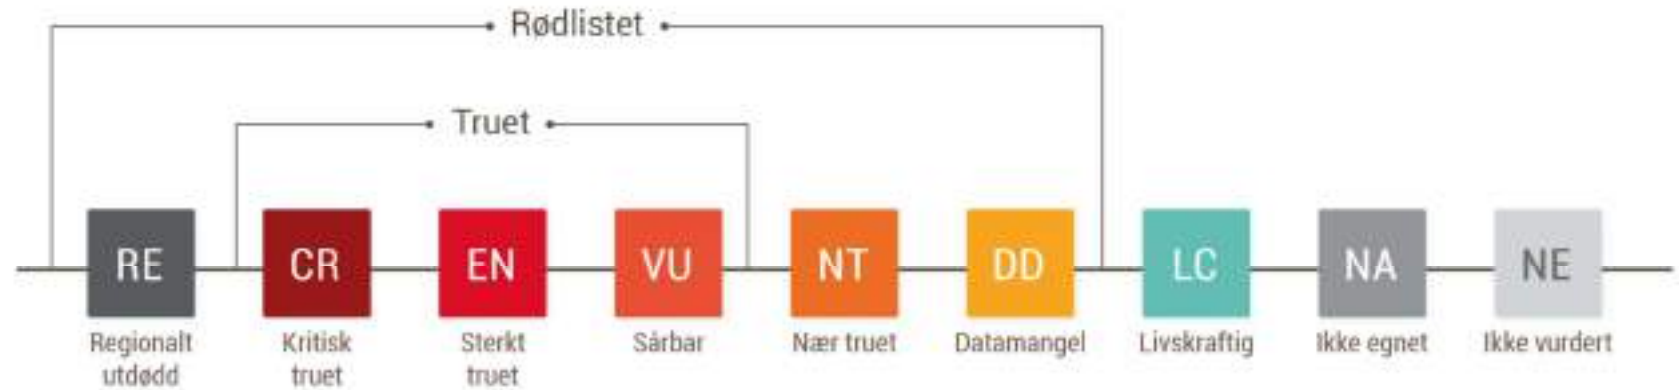 Rødlistet
Truet
RE
CR
EN
VU
NT
DD
LC
NA
NE
Regionalt
utdødd
Kritisk
truet
Sterkt
truet
Sårbar
Nær truet
Datamangel
Livskraftig
Ikke egnet
Ikke vurdert